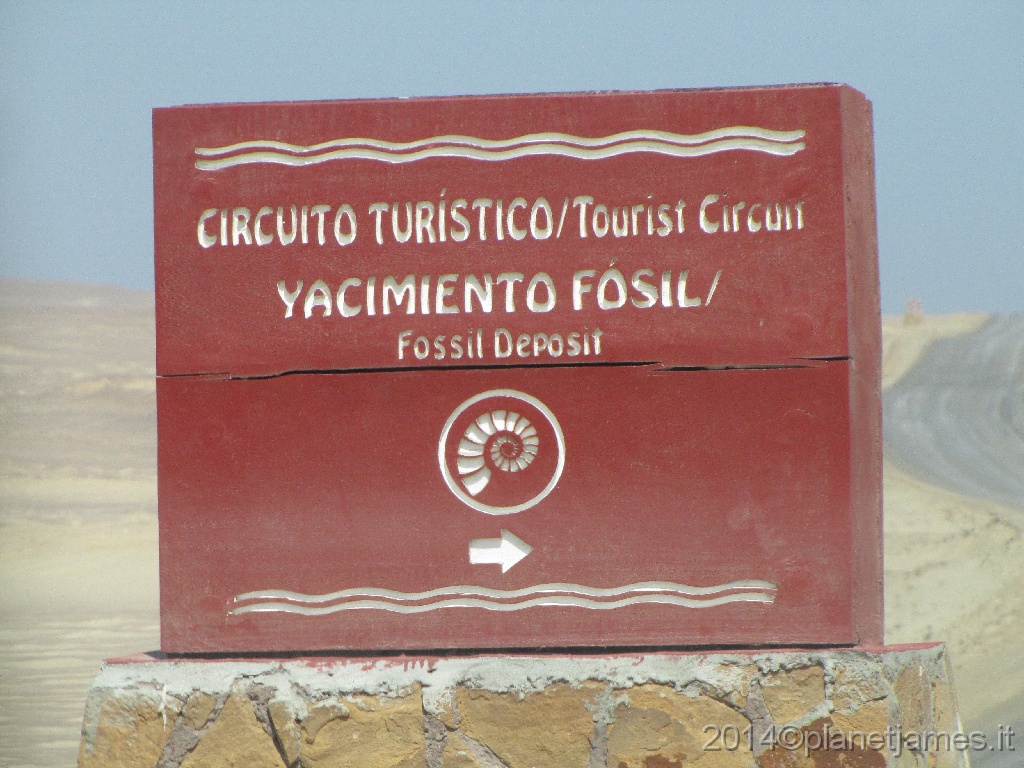 CIRCUITO TURÍSTICO/Tourist Circuit
YACIMIENTO FÓSIL/
Fossil Deposit
2014©planetjames.it